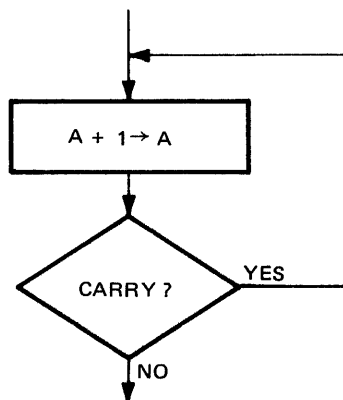 A + 1 → A
CARRY ?
YES
NO